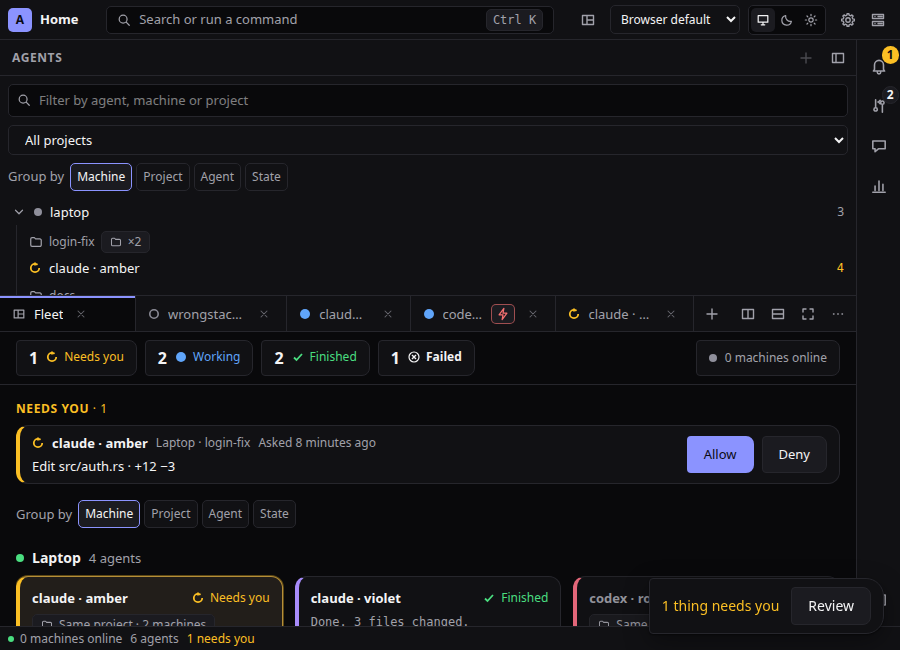 A Home Search or run a command Ctrl K Browser default
AGENTS
1
Filter by agent, machine or project
2
All projects
Group by Machine Project Agent State
laptop 3
login-fix ×2
claude · amber 4
docs
Fleet wrongstac... claud... code... claude · ...
1 Needs you 2 Working 2 Finished 1 Failed 0 machines online
NEEDS YOU · 1
claude · amber Laptop · login-fix Asked 8 minutes ago
Edit src/auth.rs · +12 −3
Allow Deny
Group by Machine Project Agent State
Laptop 4 agents
claude · amber Needs you claude · violet Finished codex · ro
Same project · 2 machines Done. 3 files changed. Same
1 thing needs you Review
0 machines online 6 agents 1 needs you